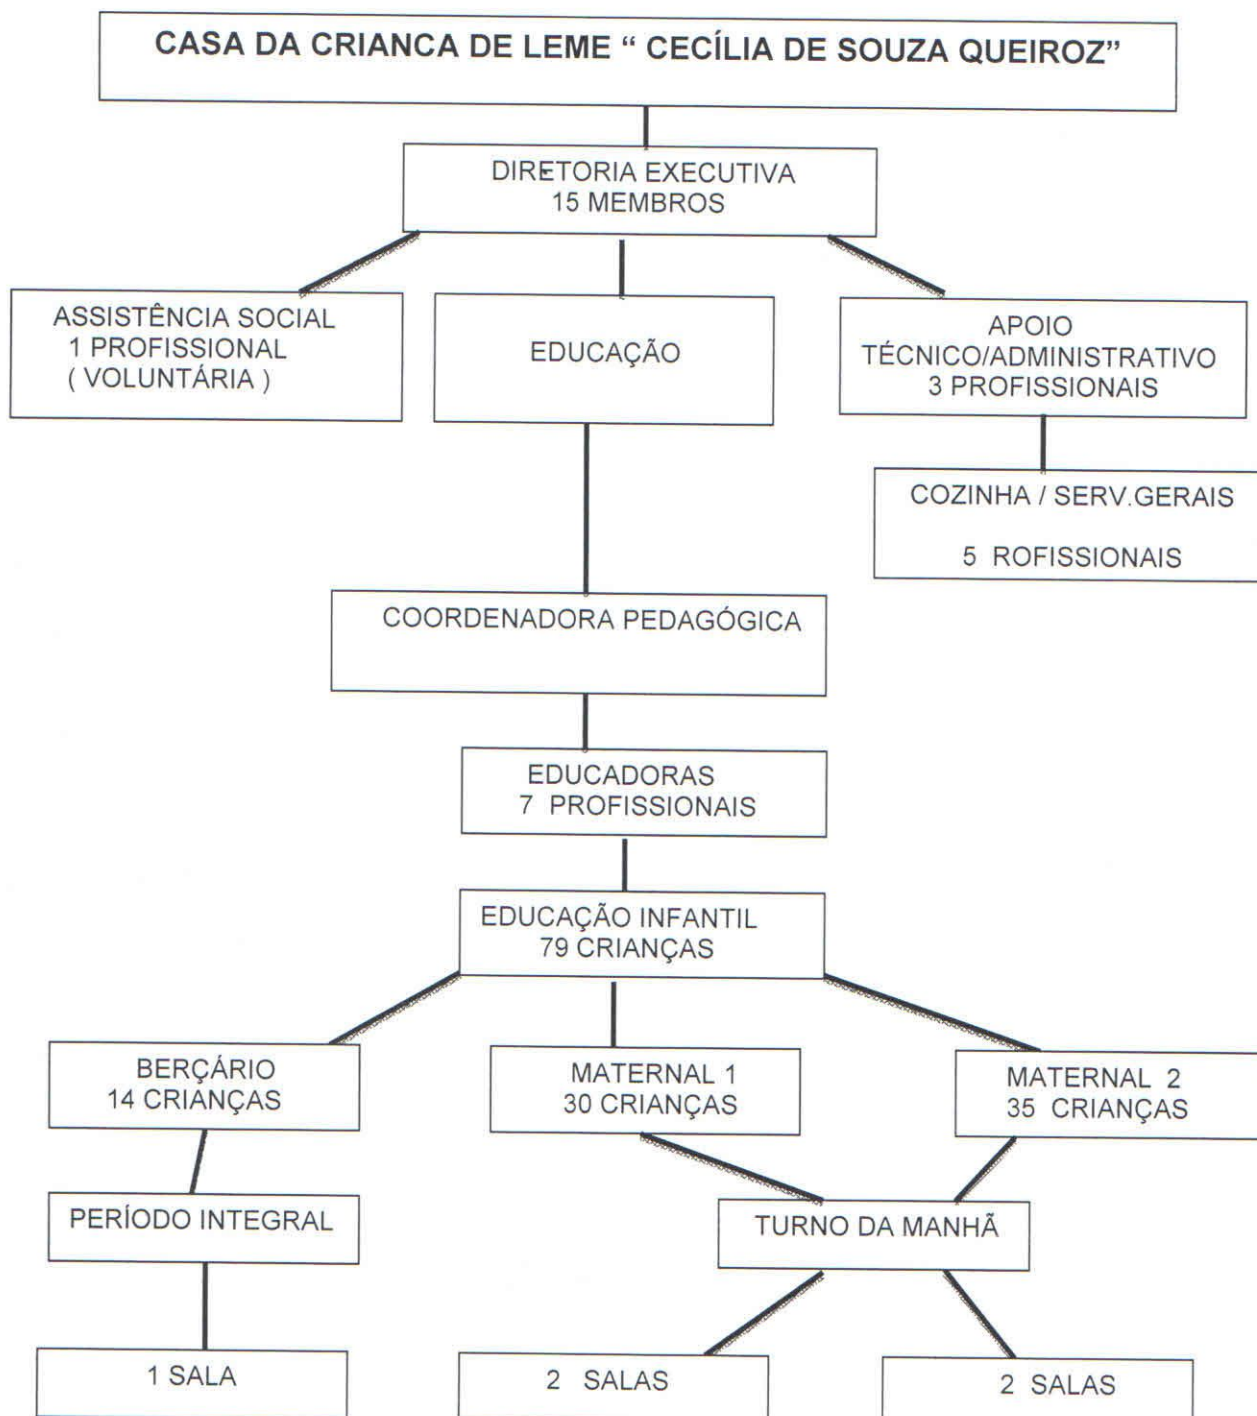 CASA DA CRIANCA DE LEME “ CECÍLIA DE SOUZA QUEIROZ”
DIRETORIA EXECUTIVA
15 MEMBROS
ASSISTÊNCIA SOCIAL
1 PROFISSIONAL
( VOLUNTÁRIA )
EDUCAÇÃO
APOIO
TÉCNICO/ADMINISTRATIVO
3 PROFISSIONAIS
COZINHA / SERV.GERAIS
5 ROFISSIONAIS
COORDENADORA PEDAGÓGICA
EDUCADORAS
7 PROFISSIONAIS
EDUCAÇÃO INFANTIL
79 CRIANÇAS
BERÇÁRIO
14 CRIANÇAS
MATERNAL 1
30 CRIANÇAS
MATERNAL 2
35 CRIANÇAS
PERÍODO INTEGRAL
TURNO DA MANHÃ
1 SALA
2 SALAS
2 SALAS